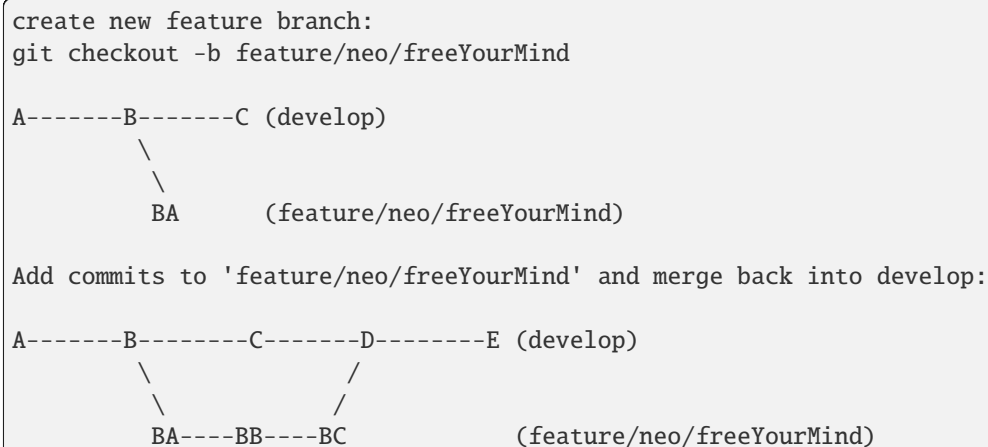 create new feature branch:
git checkout -b feature/neo/freeYourMind

A-------B-------C (develop)
         \
          \
          BA      (feature/neo/freeYourMind)

Add commits to 'feature/neo/freeYourMind' and merge back into develop:

A-------B--------C-------D--------E (develop)
         \              /
          \            /
          BA----BB----BC            (feature/neo/freeYourMind)